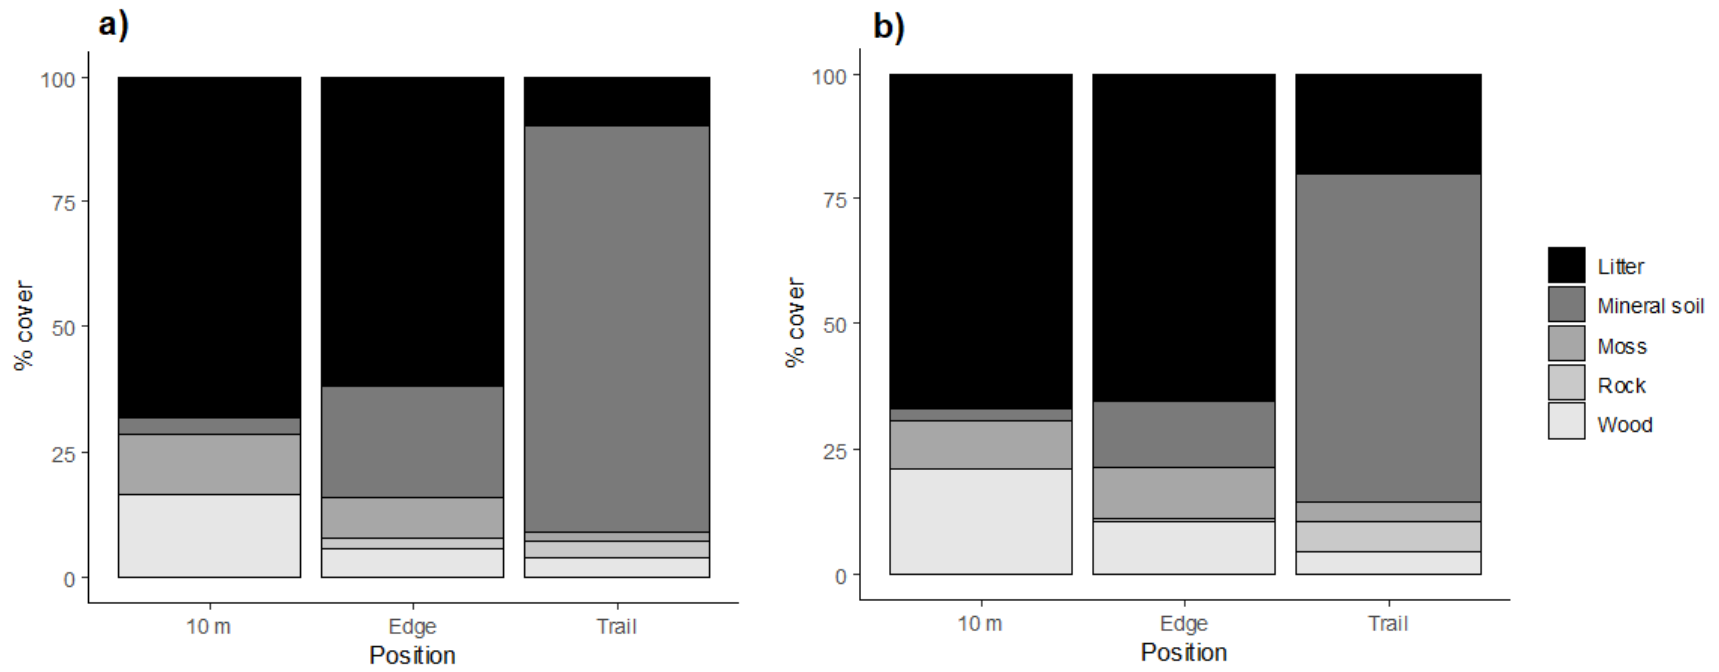 a)
100
75
50
25
0
% cover
10 m
Edge
Trail
Position
b)
100
75
50
25
0
% cover
10 m
Edge
Trail
Position
Litter
Mineral soil
Moss
Rock
Wood